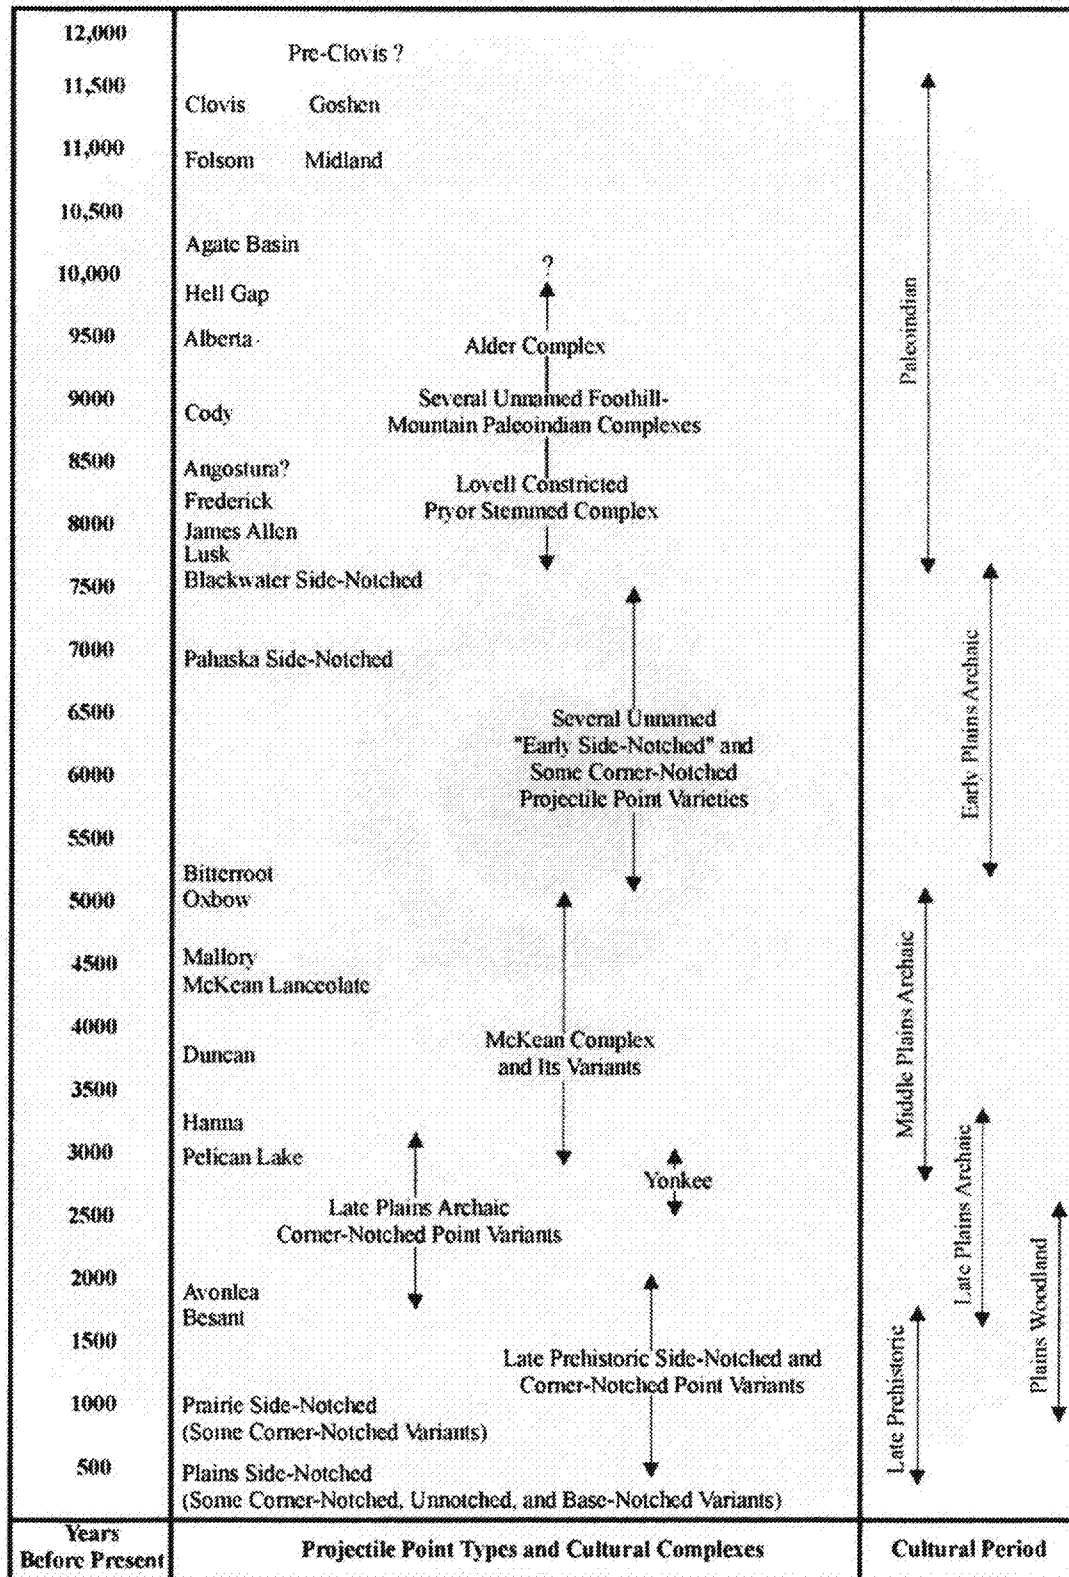 12,000
Pre-Clovis ?
11,500
Clovis Goshen
11,000
Folsom Midland
10,500
Agate Basin
?
10,000
Hell Gap
9500
Alberta
Alder Complex
9000
Several Unnamed Foothill-
Mountain Paleoindian Complexes
Cody
8500
Angostura?
Lovell Constricted
Pryor Stemmed Complex
Frederick
8000
James Allen
Lusk
7500
Blackwater Side-Notched
7000
Pahaska Side-Notched
6500
Several Unnamed
"Early Side-Notched" and
Some Corner-Notched
Projectile Point Varieties
6000
5500
Bitterroot
5000
Oxbow
4500
Mallory
McKean Lanceolate
4000
McKean Complex
and Its Variants
Duncan
3500
Hanna
3000
Pelican Lake
Yonkee
2500
Late Plains Archaic
Corner-Notched Point Variants
2000
Avonlea
Besant
1500
Late Prehistoric Side-Notched and
Corner-Notched Point Variants
1000
Prairie Side-Notched
(Some Corner-Notched Variants)
500
Plains Side-Notched
(Some Corner-Notched, Unnotched, and Base-Notched Variants)
Paleoindian
Early Plains Archaic
Middle Plains Archaic
Late Plains Archaic
Plains Woodland
Late Prehistoric
Years
Before Present
Projectile Point Types and Cultural Complexes
Cultural Period